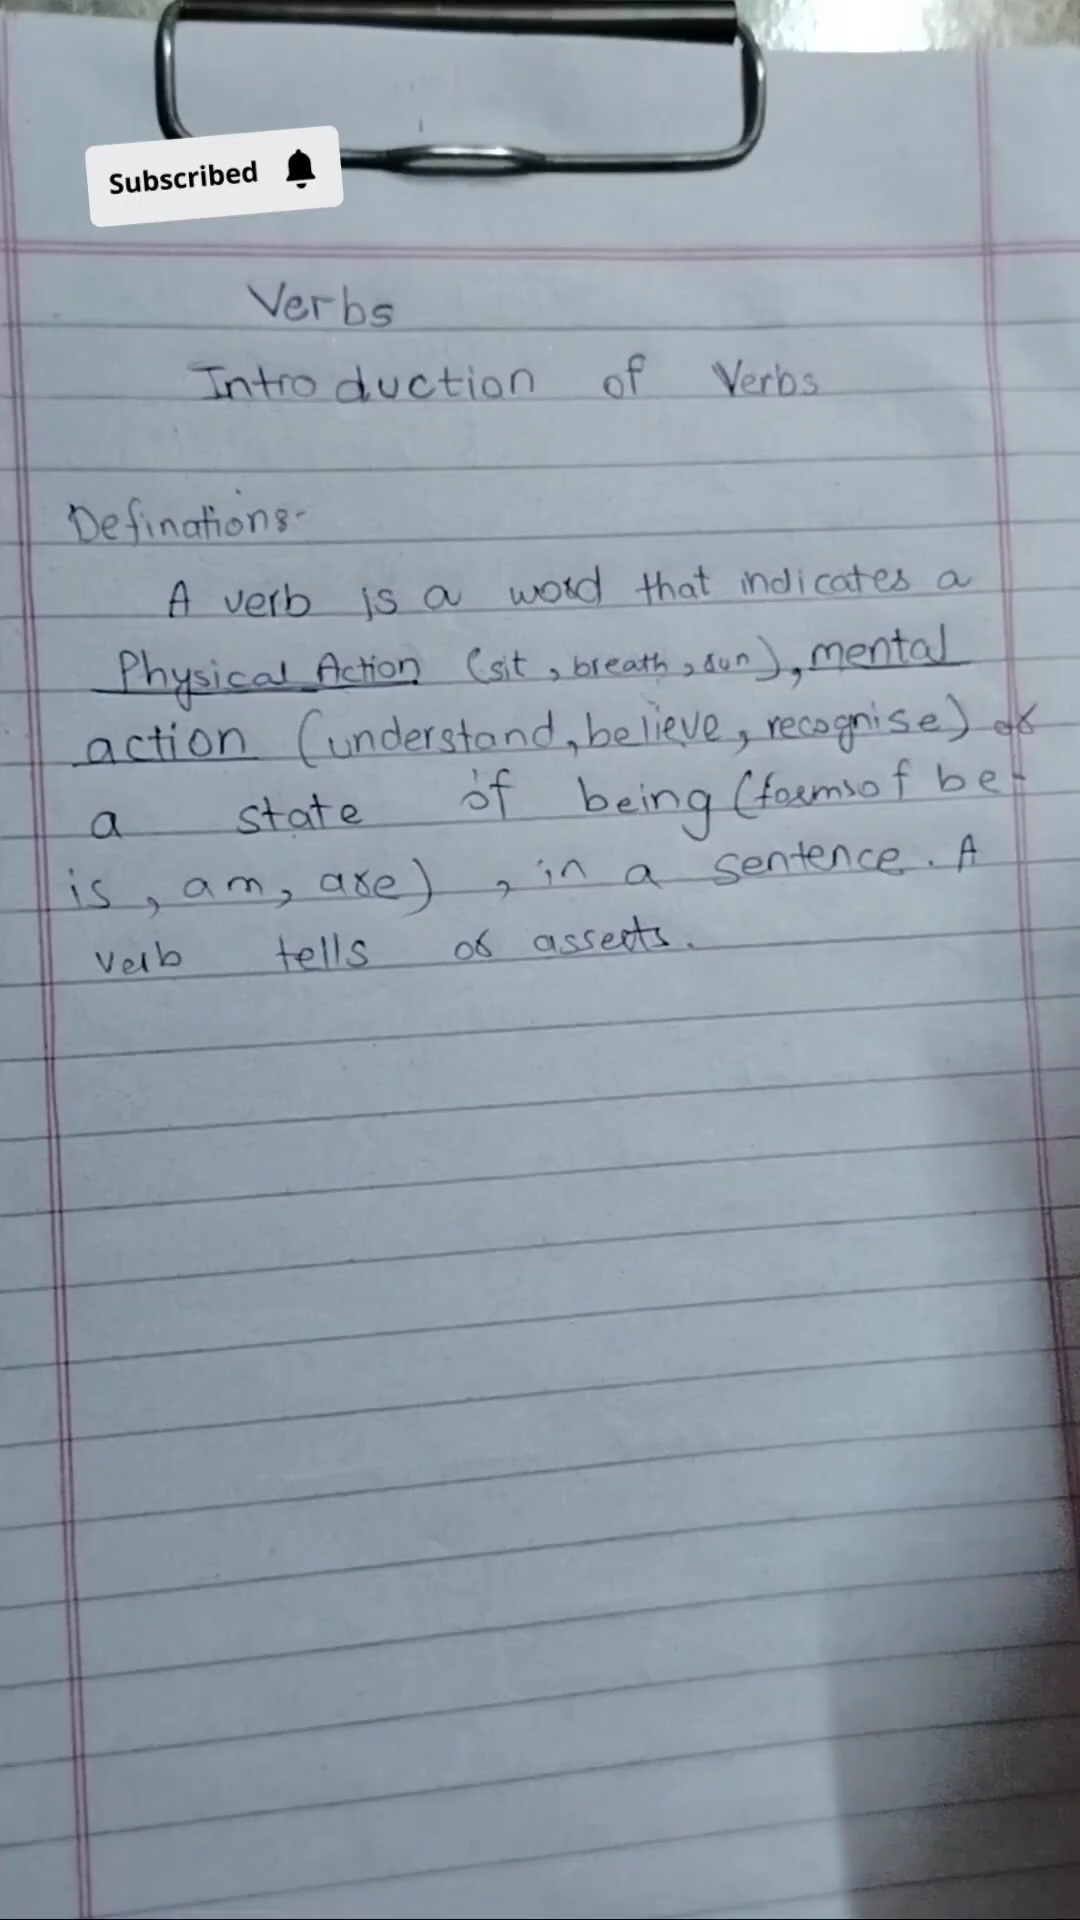 Subscribed
Verbs
Introduction of Verbs
Definations-
A verb is a word that indicates a
Physical Action (sit, breath, run), mental
action (understand, believe, recognise) or
a state of being (forms of be-
is, am, are) , in a sentence. A
verb tells or asserts.